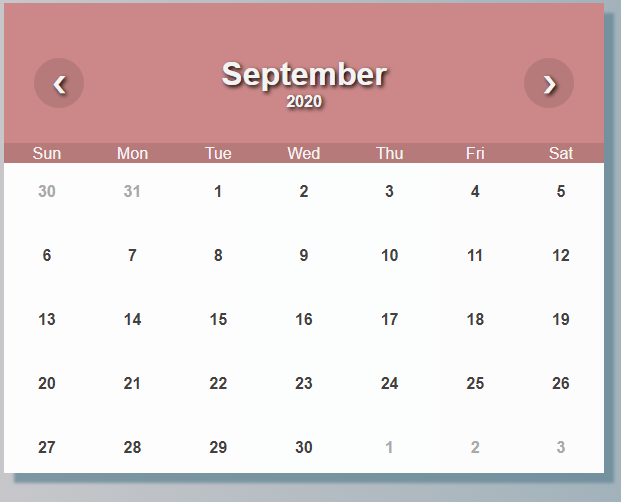 ‹ September ›
2020
Sun Mon Tue Wed Thu Fri Sat
30 31 1 2 3 4 5
6 7 8 9 10 11 12
13 14 15 16 17 18 19
20 21 22 23 24 25 26
27 28 29 30 1 2 3